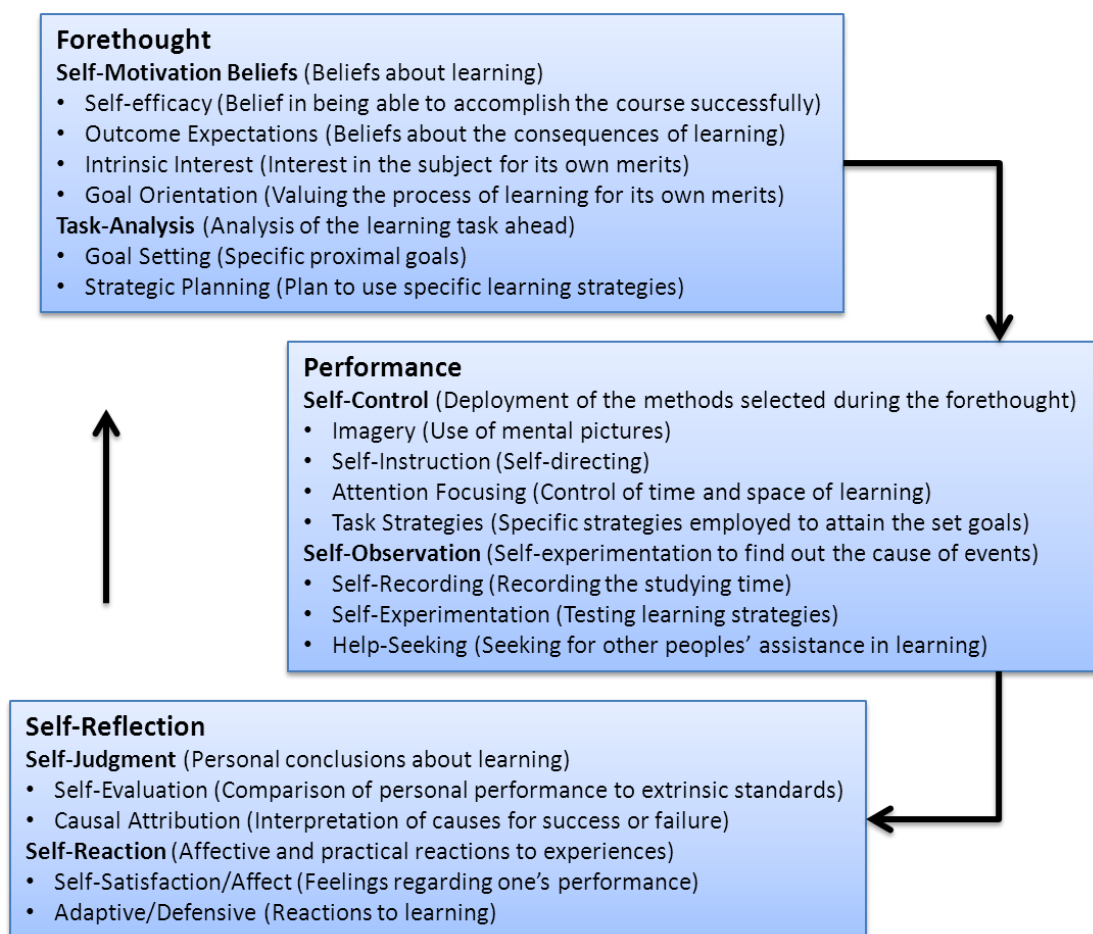 Forethought
Self-Motivation Beliefs (Beliefs about learning)
• Self-efficacy (Belief in being able to accomplish the course successfully)
• Outcome Expectations (Beliefs about the consequences of learning)
• Intrinsic Interest (Interest in the subject for its own merits)
• Goal Orientation (Valuing the process of learning for its own merits)
Task-Analysis (Analysis of the learning task ahead)
• Goal Setting (Specific proximal goals)
• Strategic Planning (Plan to use specific learning strategies)
Performance
Self-Control (Deployment of the methods selected during the forethought)
• Imagery (Use of mental pictures)
• Self-Instruction (Self-directing)
• Attention Focusing (Control of time and space of learning)
• Task Strategies (Specific strategies employed to attain the set goals)
Self-Observation (Self-experimentation to find out the cause of events)
• Self-Recording (Recording the studying time)
• Self-Experimentation (Testing learning strategies)
• Help-Seeking (Seeking for other peoples’ assistance in learning)
Self-Reflection
Self-Judgment (Personal conclusions about learning)
• Self-Evaluation (Comparison of personal performance to extrinsic standards)
• Causal Attribution (Interpretation of causes for success or failure)
Self-Reaction (Affective and practical reactions to experiences)
• Self-Satisfaction/Affect (Feelings regarding one’s performance)
• Adaptive/Defensive (Reactions to learning)